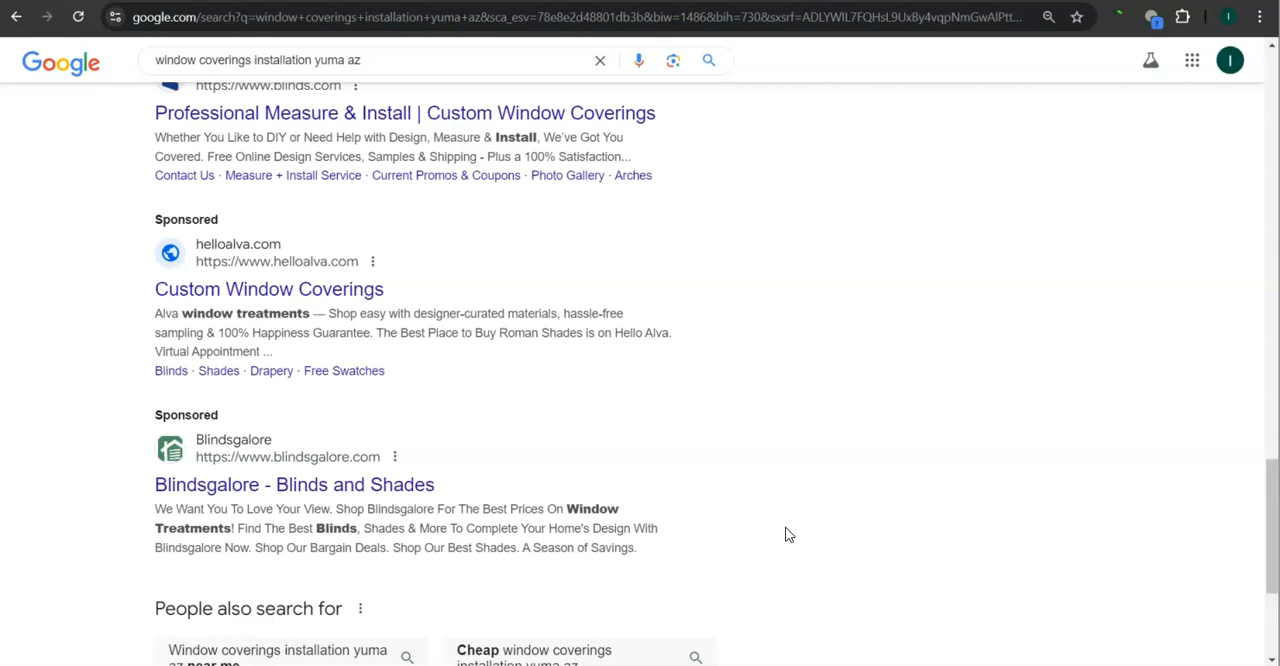 google.com/search?q=window+coverings+installation+yuma+az&sca_esv=78e8e2d48801db3b&biw=1486&bih=730&sxsrf=ADLYWIL7FQHsL9UxBy4vqpNmGwAlPtt...
Google
window coverings installation yuma az
I
https://www.blinds.com
Professional Measure & Install | Custom Window Coverings
Whether You Like to DIY or Need Help with Design, Measure & Install, We've Got You
Covered. Free Online Design Services, Samples & Shipping - Plus a 100% Satisfaction...
Contact Us · Measure + Install Service · Current Promos & Coupons · Photo Gallery · Arches
Sponsored
helloalva.com
https://www.helloalva.com
Custom Window Coverings
Alva window treatments — Shop easy with designer-curated materials, hassle-free
sampling & 100% Happiness Guarantee. The Best Place to Buy Roman Shades is on Hello Alva.
Virtual Appointment ...
Blinds · Shades · Drapery · Free Swatches
Sponsored
Blindsgalore
https://www.blindsgalore.com
Blindsgalore - Blinds and Shades
We Want You To Love Your View. Shop Blindsgalore For The Best Prices On Window
Treatments! Find The Best Blinds, Shades & More To Complete Your Home's Design With
Blindsgalore Now. Shop Our Bargain Deals. Shop Our Best Shades. A Season of Savings.
People also search for
Window coverings installation yuma
az near me
Cheap window coverings
installation yuma az